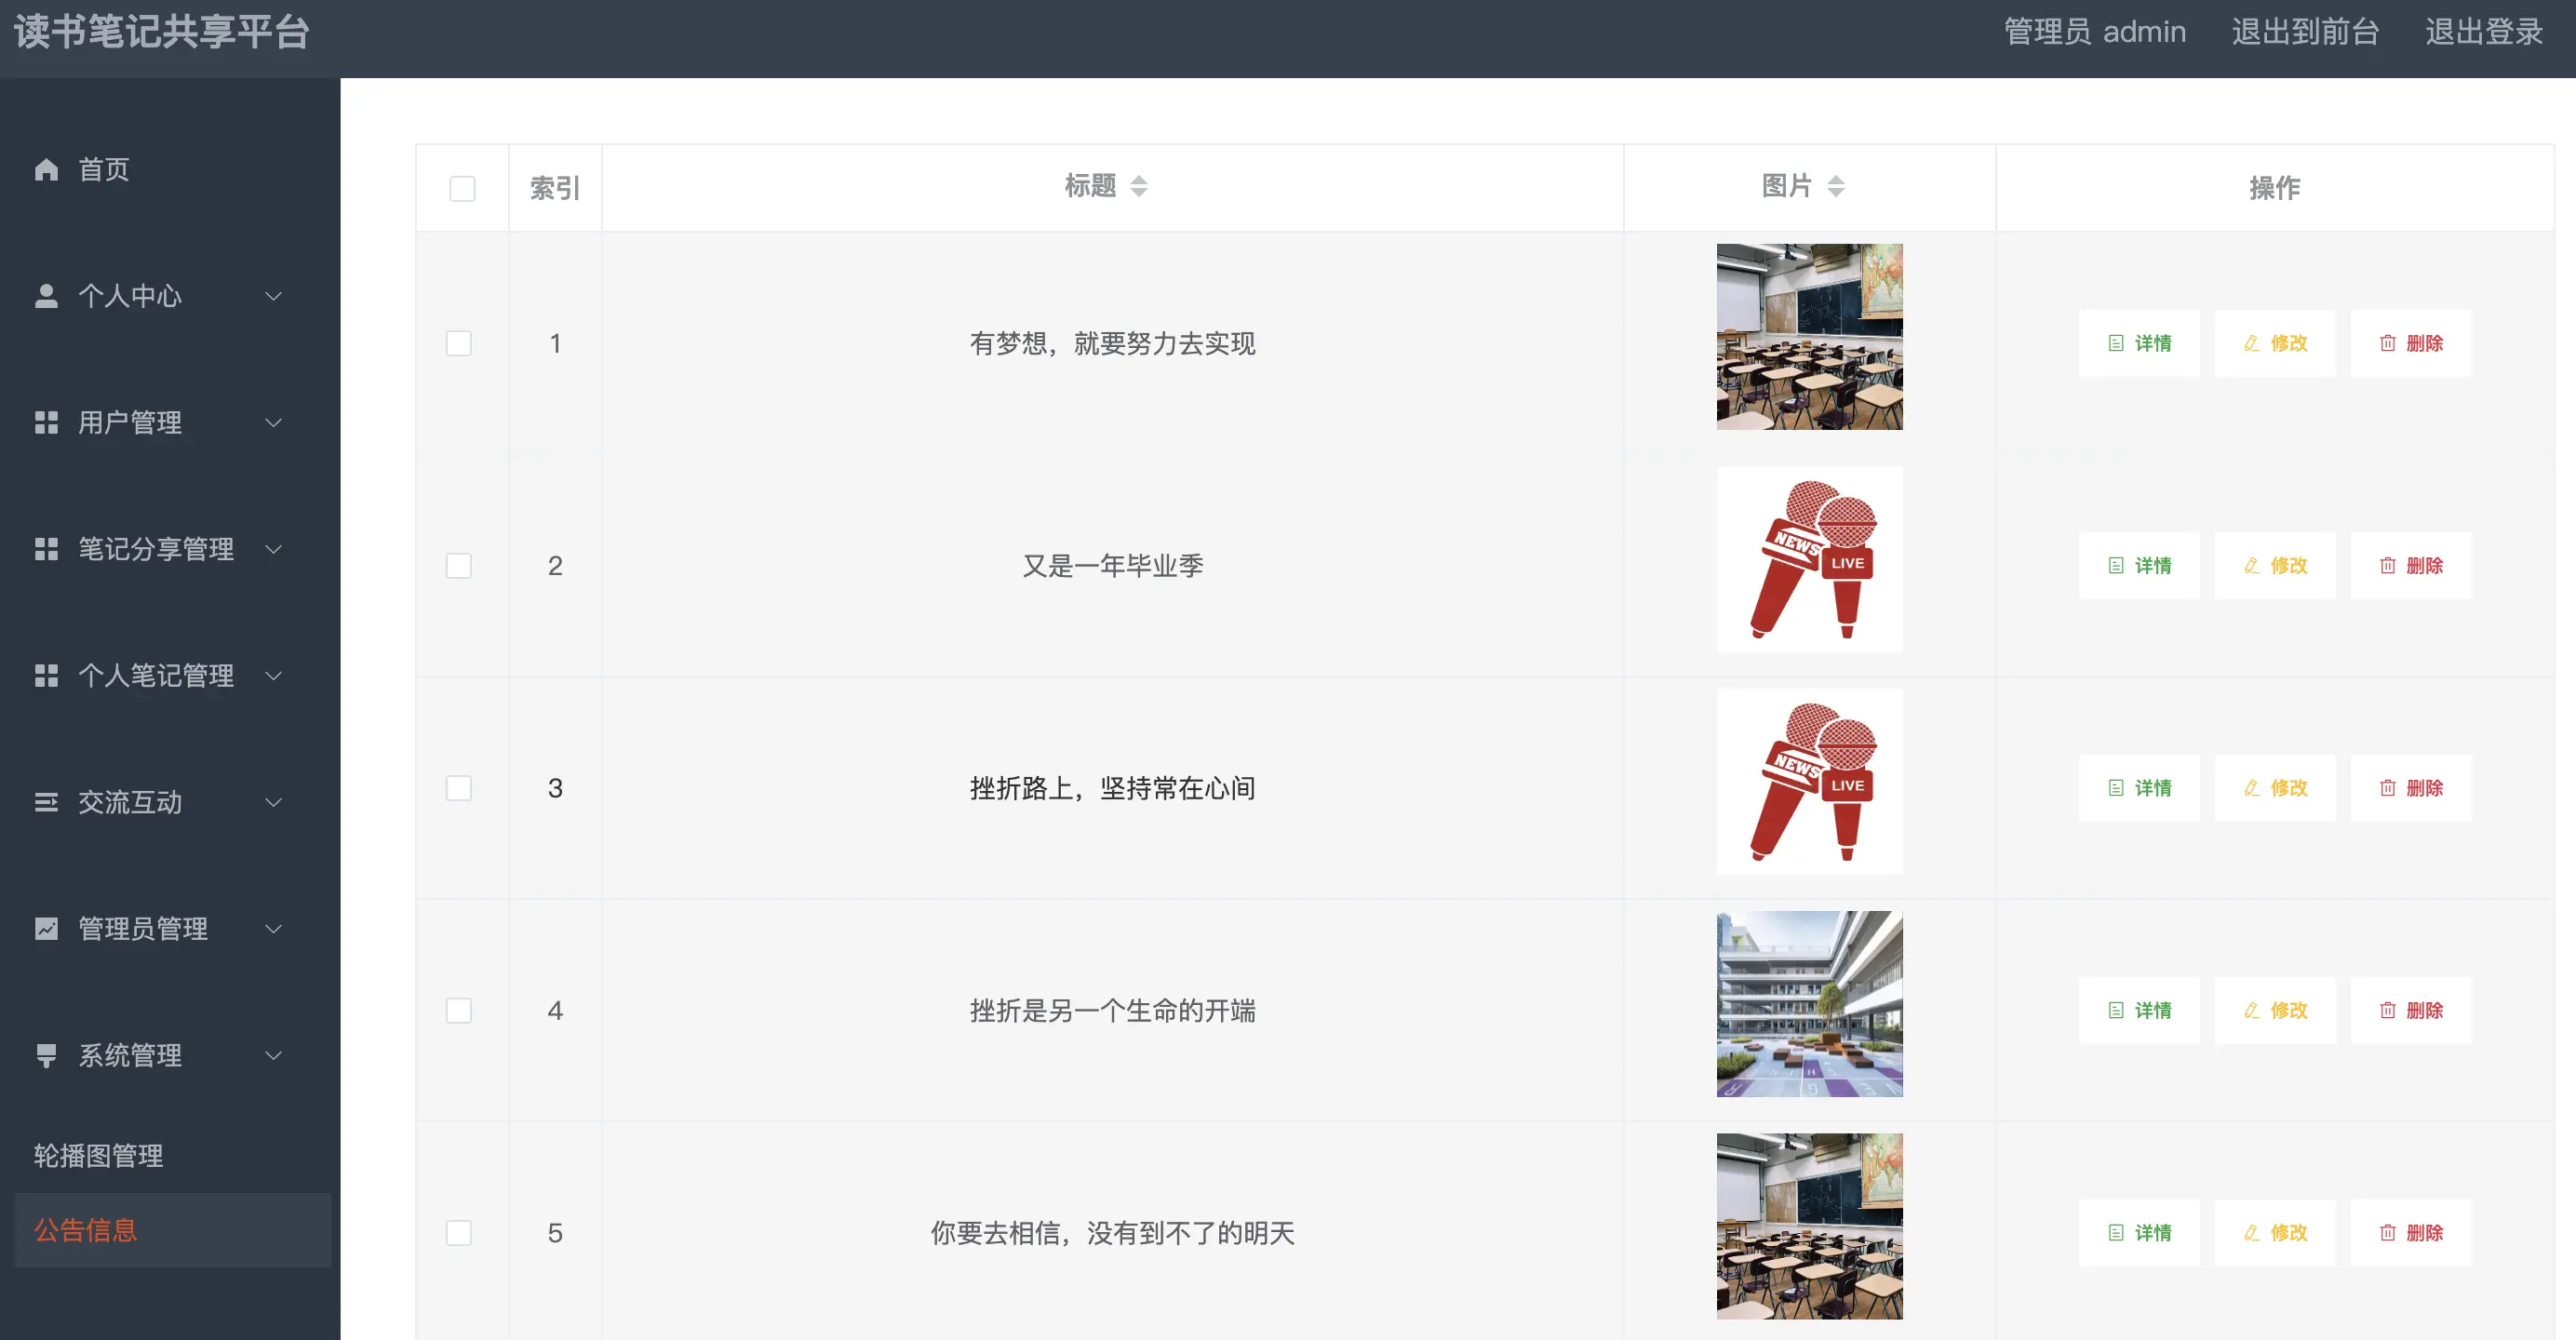 读书笔记共享平台
管理员 admin 退出到前台 退出登录
首页
个人中心
用户管理
笔记分享管理
个人笔记管理
交流互动
管理员管理
系统管理
轮播图管理
公告信息
索引 标题 图片 操作
1 有梦想，就要努力去实现 详情 修改 删除
2 又是一年毕业季 NEWS LIVE 详情 修改 删除
3 挫折路上，坚持常在心间 NEWS LIVE 详情 修改 删除
4 挫折是另一个生命的开端 详情 修改 删除
5 你要去相信，没有到不了的明天 详情 修改 删除